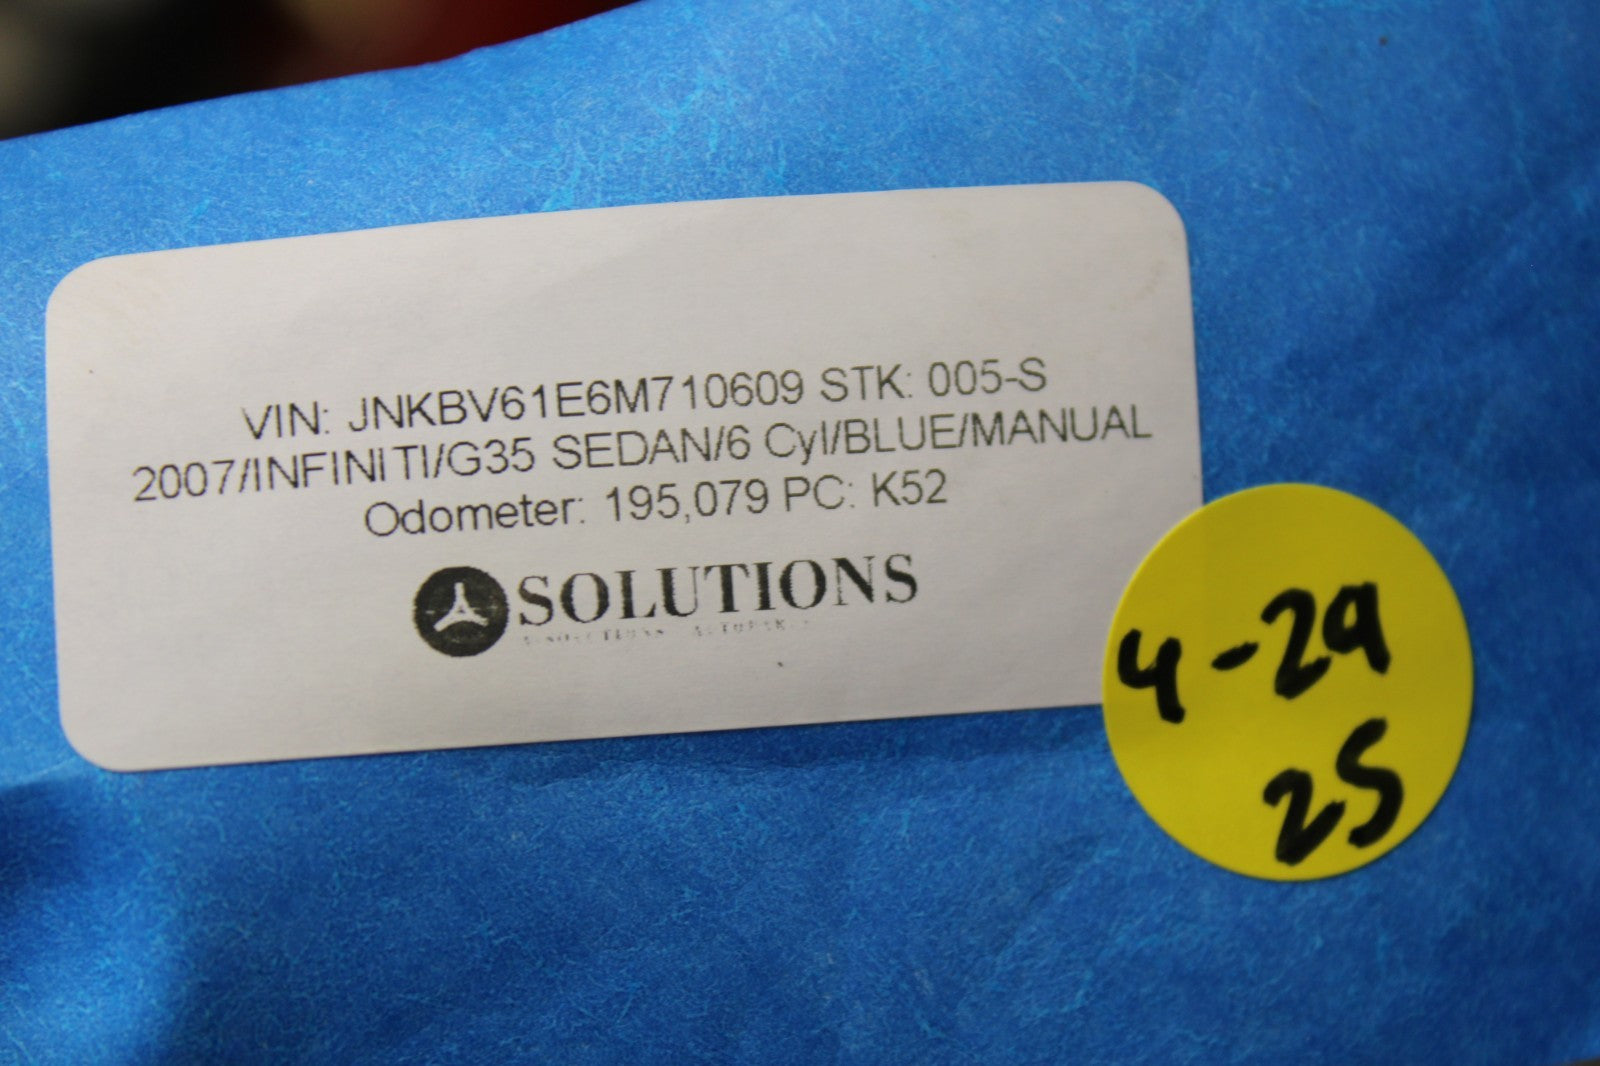 VIN: JNKBV61E6M710609 STK: 005-S
2007/INFINITI/G35 SEDAN/6 Cyl/BLUE/MANUAL
Odometer: 195,079 PC: K52
SOLUTIONS
4-29
25